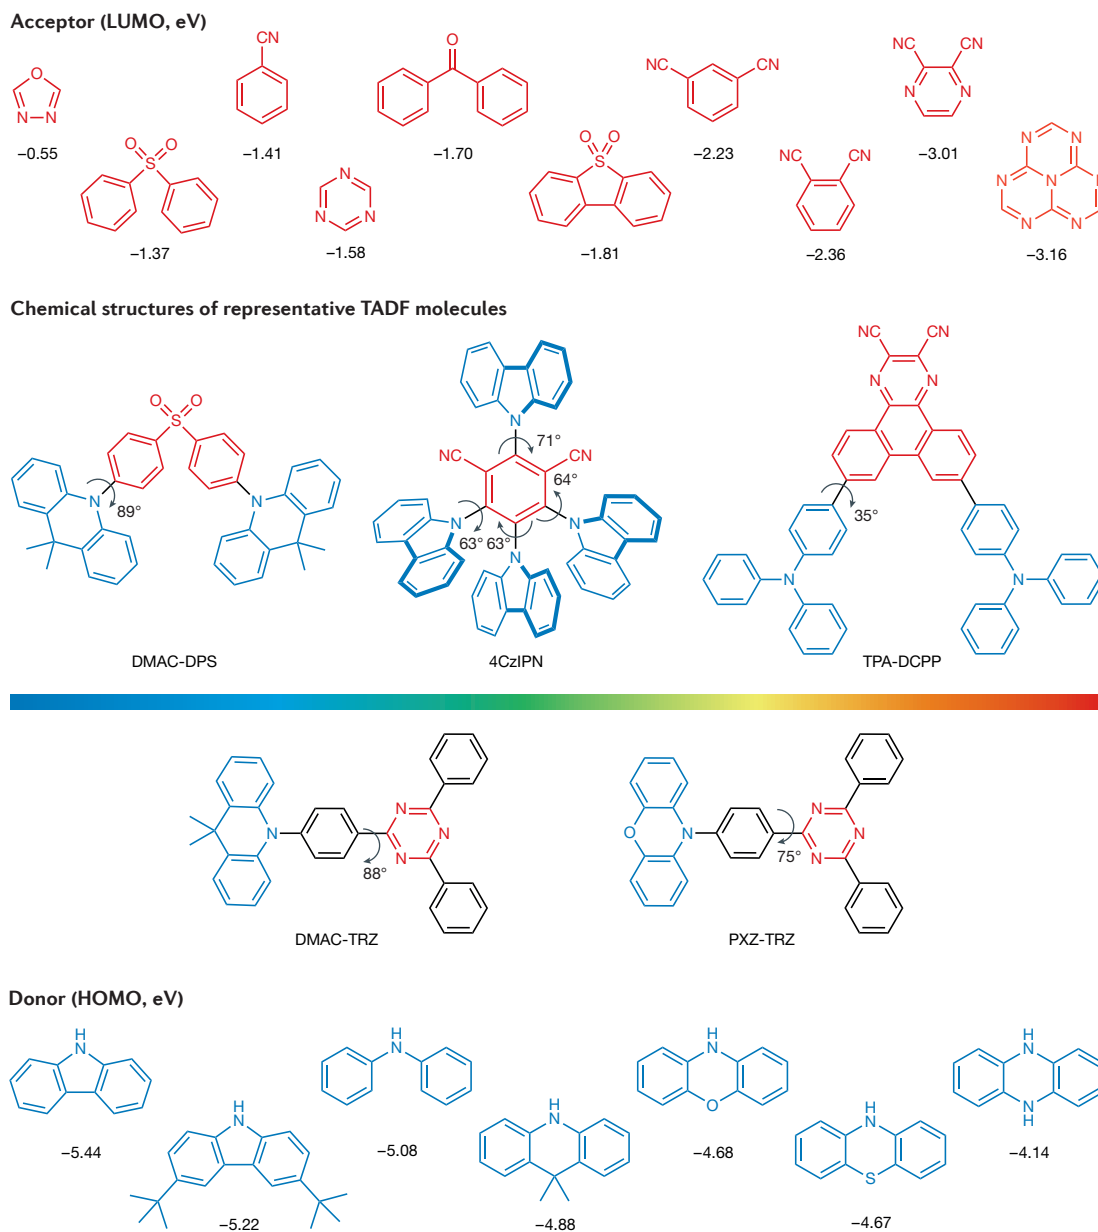 Acceptor (LUMO, eV)
CN
O
CN
CN
O
NC
CN
N
N
N
N
–0.55
O
O
S
–1.41
–1.70
O
O
S
–2.23
NC
CN
–3.01
N
N
N
N
N
N
N
N
N
N
–1.37
–1.58
–1.81
–2.36
–3.16
Chemical structures of representative TADF molecules
NC
CN
N
N
O
O
S
N
71°
NC
CN
64°
N
89°
N
N
N
63°
63°
N
35°
N
N
DMAC-DPS
4CzIPN
TPA-DCPP
N
N
N
N
88°
O
N
N
N
N
75°
DMAC-TRZ
PXZ-TRZ
Donor (HOMO, eV)
H
N
H
N
H
N
O
H
N
N
H
–5.44
H
N
–5.08
H
N
–4.68
H
N
S
–4.14
–5.22
–4.88
–4.67